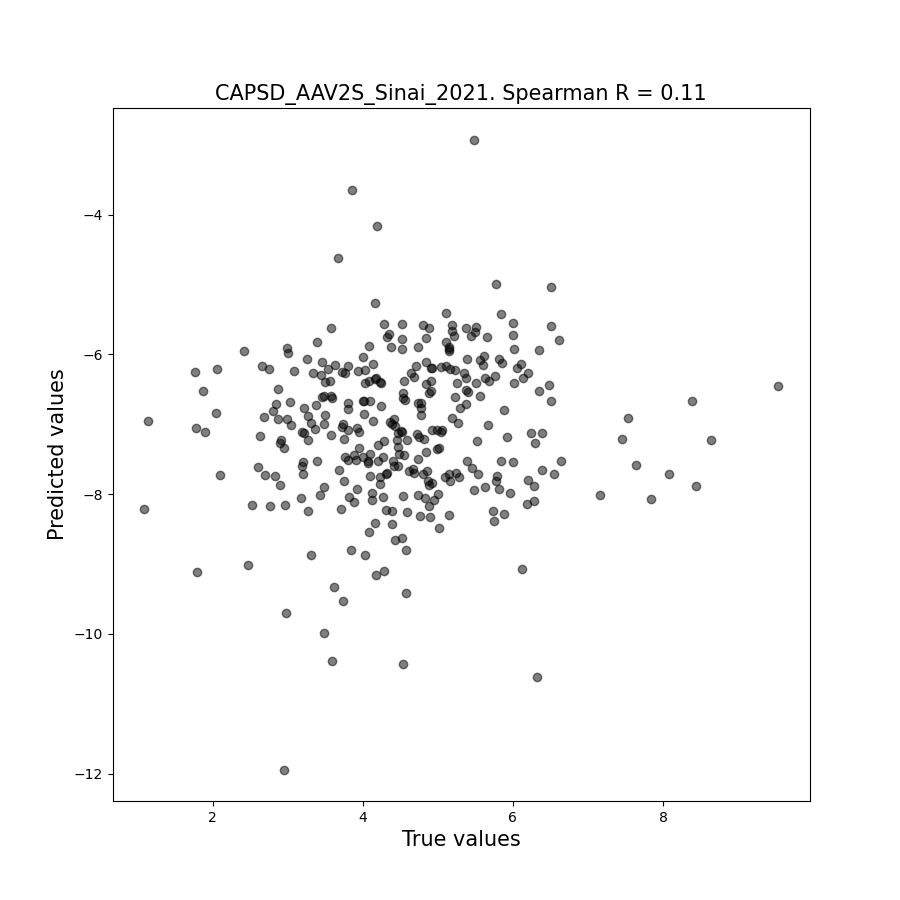 CAPSD_AAV2S_Sinai_2021. Spearman R = 0.11
Predicted values
−4
−6
−8
−10
−12
2 4 6 8
True values